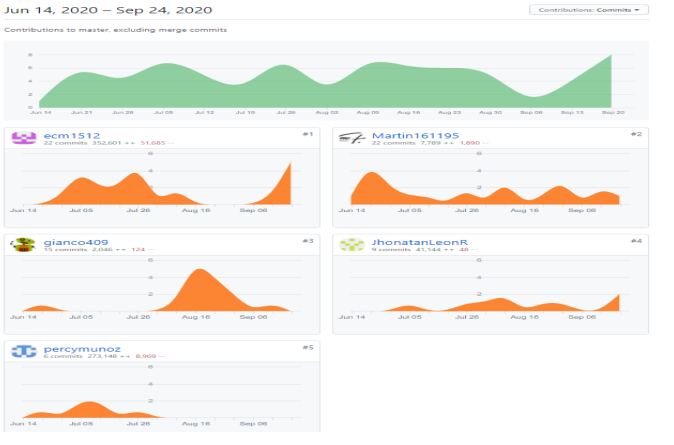 Jun 14, 2020 – Sep 24, 2020
Contributions: Commits
Contributions to master, excluding merge commits
8
6
4
2
0
Jun 14 Jun 21 Jun 28 Jul 05 Jul 12 Jul 19 Jul 26 Aug 02 Aug 09 Aug 16 Aug 23 Aug 30 Sep 06 Sep 13 Sep 20
ecm1512 #1
22 commits 352,601 ++ 51,685 --
6
4
2
Jun 14 Jul 05 Jul 26 Aug 16 Sep 06
Martin161195 #2
22 commits 7,789 ++ 1,890 --
6
4
2
Jun 14 Jul 05 Jul 26 Aug 16 Sep 06
gianco409 #3
15 commits 2,046 ++ 124 --
6
4
2
Jun 14 Jul 05 Jul 26 Aug 16 Sep 06
JhonatanLeonR #4
9 commits 41,144 ++ 48 --
6
4
2
Jun 14 Jul 05 Jul 26 Aug 16 Sep 06
percymunoz #5
6 commits 273,148 ++ 8,969 --
6
4
2
Jun 14 Jul 05 Jul 26 Aug 16 Sep 06